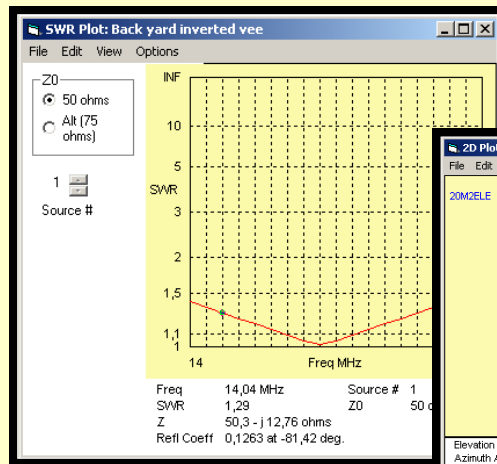 SWR Plot: Back yard inverted vee
File Edit View Options
Z0
50 ohms
Alt (75 ohms)
1
Source #
INF
10
5
SWR
3
2
1,5
1,1
1
14
Freq MHz
Freq 14,04 MHz Source # 1
SWR 1,29 Z0 50
Z 50,3 - j 12,76 ohms
Refl Coeff 0,1263 at -81,42 deg.
2D Plot
File Edit
20M2ELE
Elevation
Azimuth A